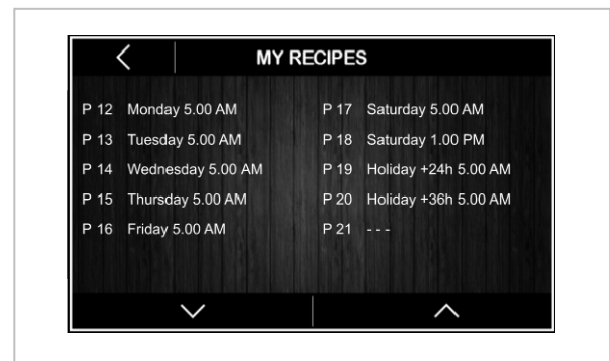 MY RECIPES
P 12 Monday 5.00 AM
P 13 Tuesday 5.00 AM
P 14 Wednesday 5.00 AM
P 15 Thursday 5.00 AM
P 16 Friday 5.00 AM
P 17 Saturday 5.00 AM
P 18 Saturday 1.00 PM
P 19 Holiday +24h 5.00 AM
P 20 Holiday +36h 5.00 AM
P 21 - - -